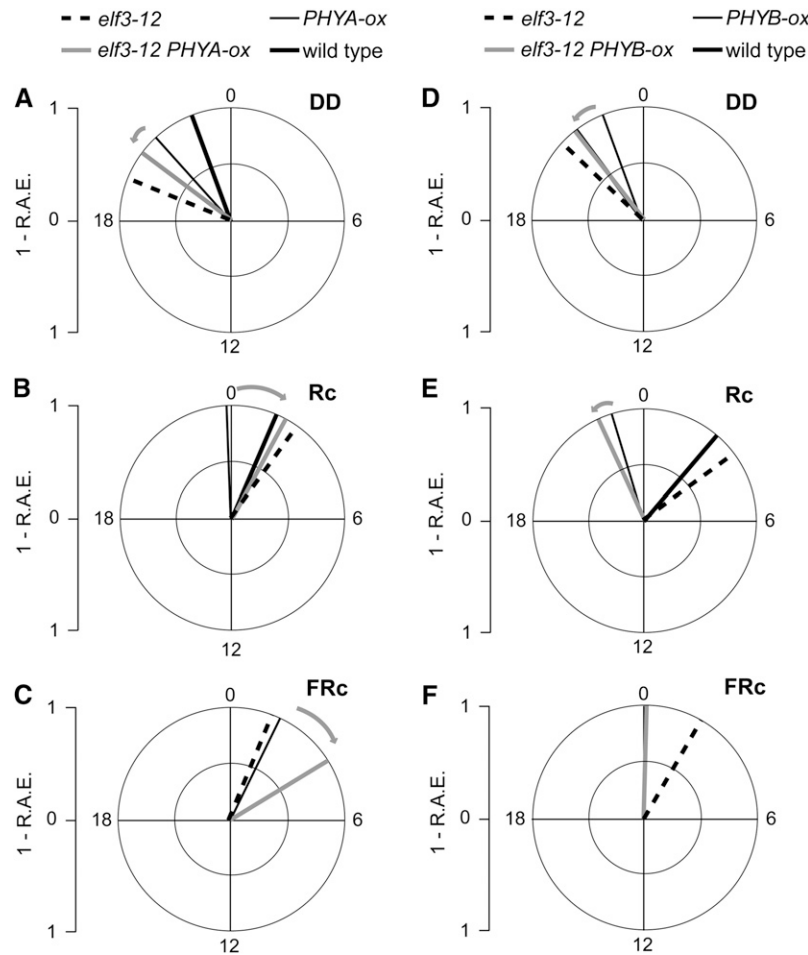 elf3-12
PHYA-ox
elf3-12 PHYA-ox
wild type
elf3-12
PHYB-ox
elf3-12 PHYB-ox
wild type
A
1
0
1
1 - R.A.E.
0
DD
18
6
12
D
1
0
1
1 - R.A.E.
0
DD
18
6
12
B
1
0
1
1 - R.A.E.
0
Rc
18
6
12
E
1
0
1
1 - R.A.E.
0
Rc
18
6
12
C
1
0
1
1 - R.A.E.
0
FRc
18
6
12
F
1
0
1
1 - R.A.E.
0
FRc
18
6
12